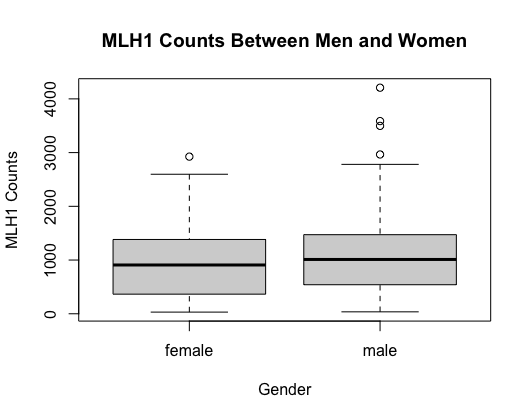 MLH1 Counts Between Men and Women
MLH1 Counts
4000
3000
2000
1000
0
female
male
Gender